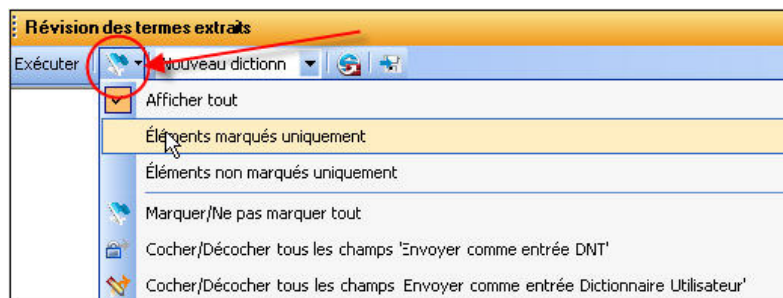 Révision des termes extraits
Exécuter Nouveau dictionn
Afficher tout
Éléments marqués uniquement
Éléments non marqués uniquement
Marquer/Ne pas marquer tout
Cocher/Décocher tous les champs 'Envoyer comme entrée DNT'
Cocher/Décocher tous les champs 'Envoyer comme entrée Dictionnaire Utilisateur'